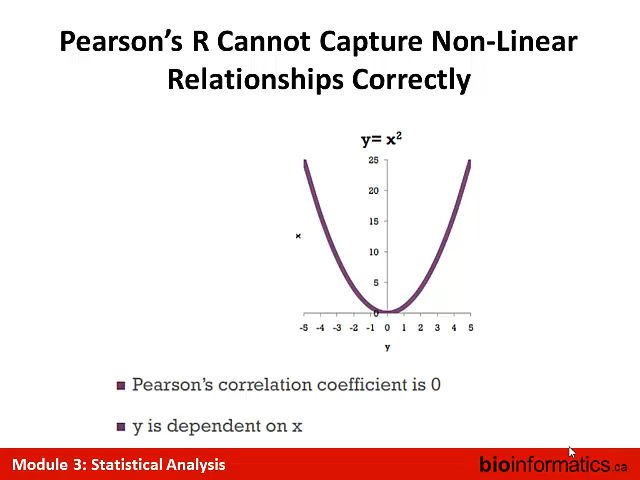 Pearson's R Cannot Capture Non-Linear
Relationships Correctly
y= x²
25
20
15
10
5
0
x
-5 -4 -3 -2 -1 0 1 2 3 4 5
y
Pearson's correlation coefficient is 0
y is dependent on x
Module 3: Statistical Analysis
bioinformatics.ca